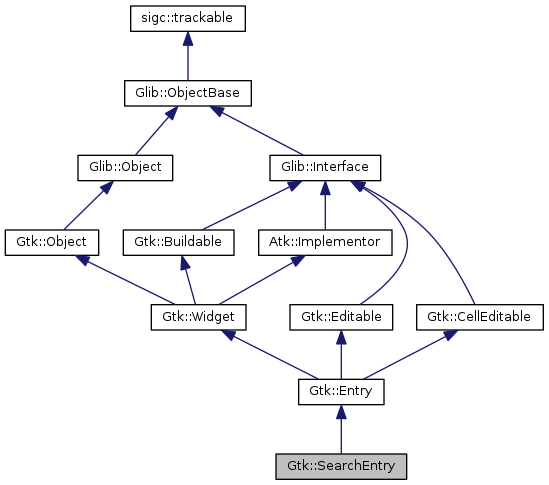 sigc::trackable
Glib::ObjectBase
Glib::Object
Glib::Interface
Gtk::Object
Gtk::Buildable
Atk::Implementor
Gtk::Widget
Gtk::Editable
Gtk::CellEditable
Gtk::Entry
Gtk::SearchEntry